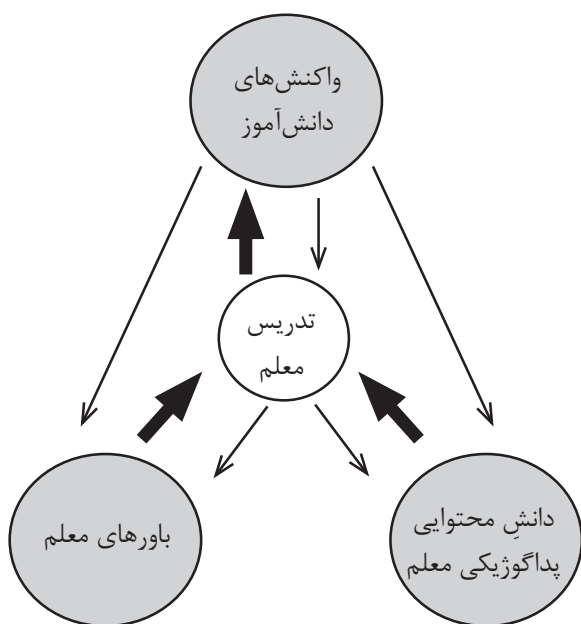 واکنش‌های
دانش‌آموز
تدریس
معلم
دانشِ محتوایی
پداگوژیکی معلم
باورهای معلم